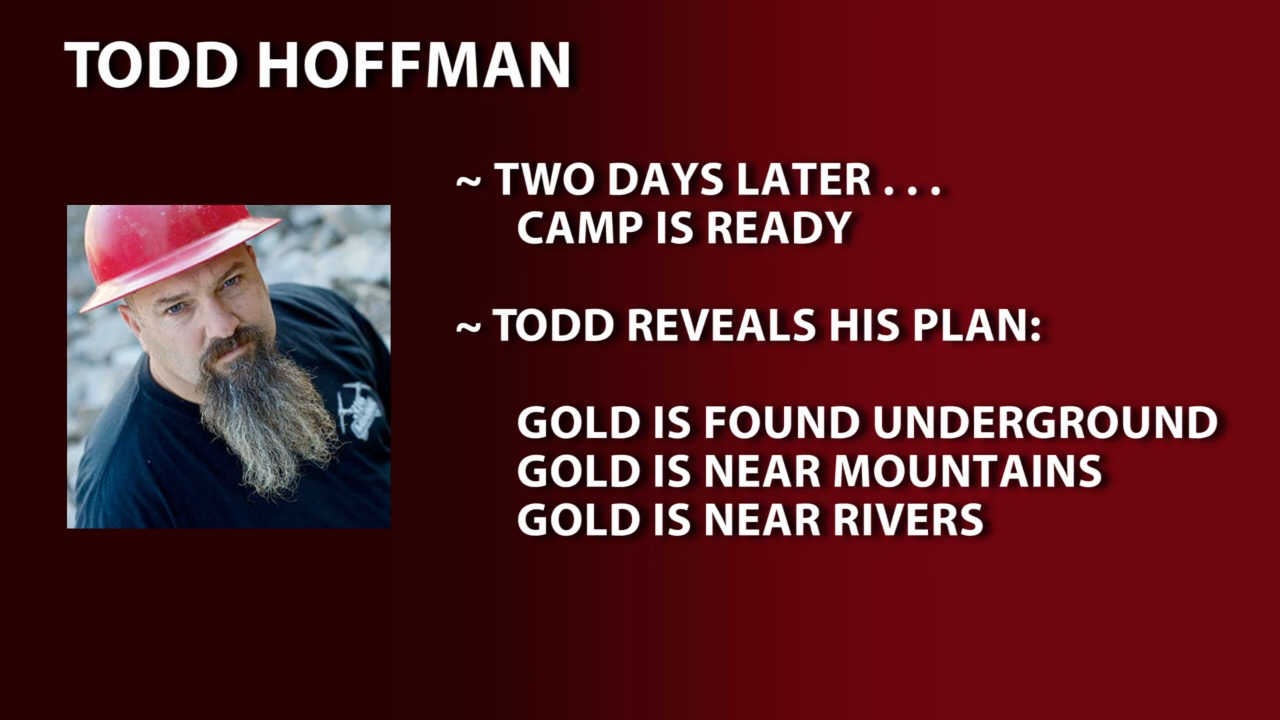 TODD HOFFMAN
~ TWO DAYS LATER . . .
CAMP IS READY
~ TODD REVEALS HIS PLAN:
GOLD IS FOUND UNDERGROUND
GOLD IS NEAR MOUNTAINS
GOLD IS NEAR RIVERS